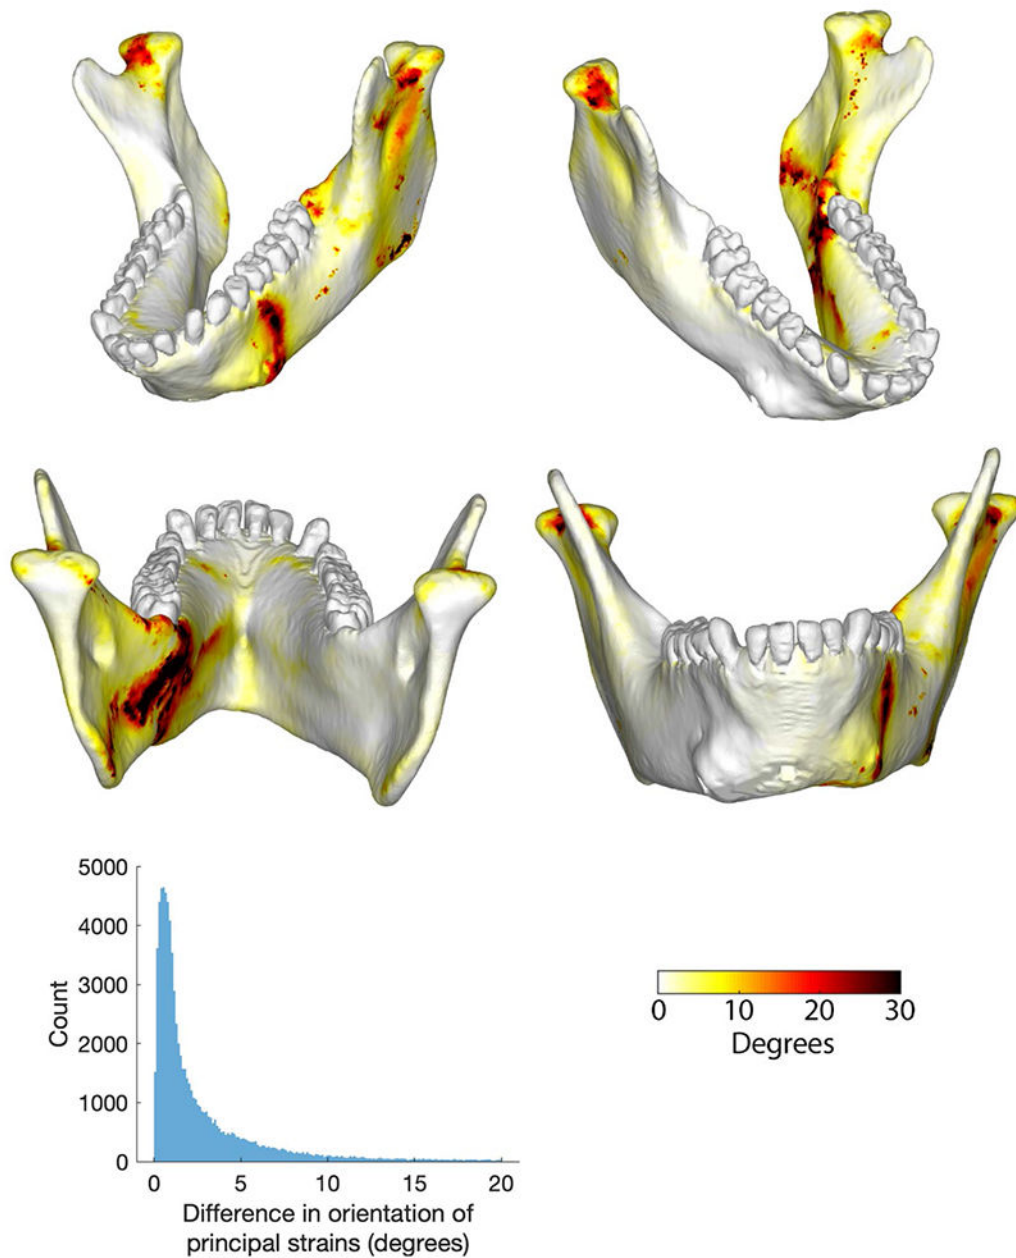 5000
4000
3000
2000
1000
0
Count
0 5 10 15 20
Difference in orientation of
principal strains (degrees)
0 10 20 30
Degrees